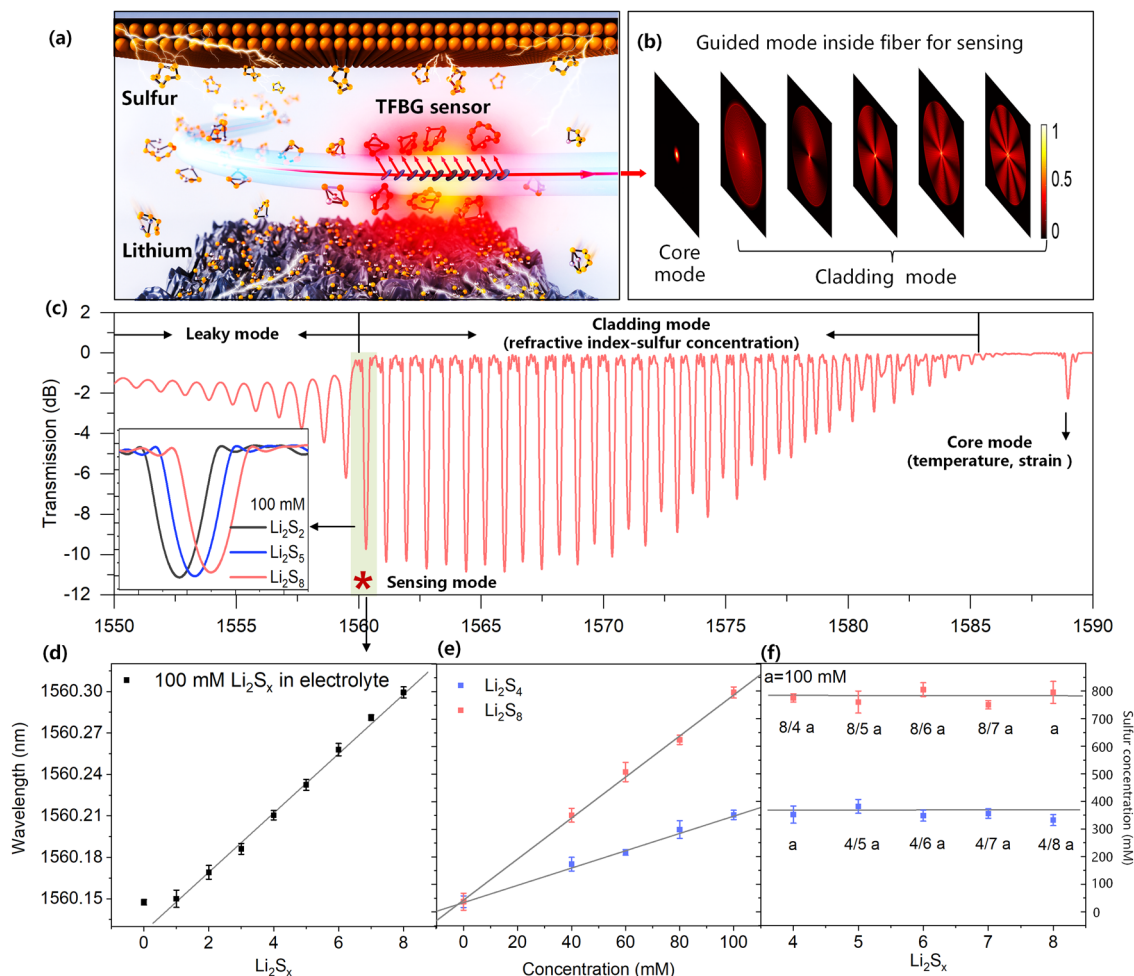 (a)
Sulfur
TFBG sensor
Lithium
(b)
Guided mode inside fiber for sensing
1
0.5
0
Core
mode
Cladding mode
(c)
2
0
-2
-4
-6
-8
-10
-12
Transmission (dB)
Leaky mode
Cladding mode
(refractive index-sulfur concentration)
Core mode
(temperature, strain )
100 mM
Li₂S₂
Li₂S₅
Li₂S₈
* Sensing mode
1550 1555 1560 1565 1570 1575 1580 1585 1590
(d)
100 mM Li₂Sₓ in electrolyte
Wavelength (nm)
1560.30
1560.27
1560.24
1560.21
1560.18
1560.15
0 2 4 6 8
Li₂Sₓ
(e)
Li₂S₄
Li₂S₈
0 20 40 60 80 100
Concentration (mM)
(f)
a=100 mM
8/4 a 8/5 a 8/6 a 8/7 a a
a 4/5 a 4/6 a 4/7 a 4/8 a
4 5 6 7 8
Li₂Sₓ
800
700
600
500
400
300
200
100
0
Sulfur concentration (mM)